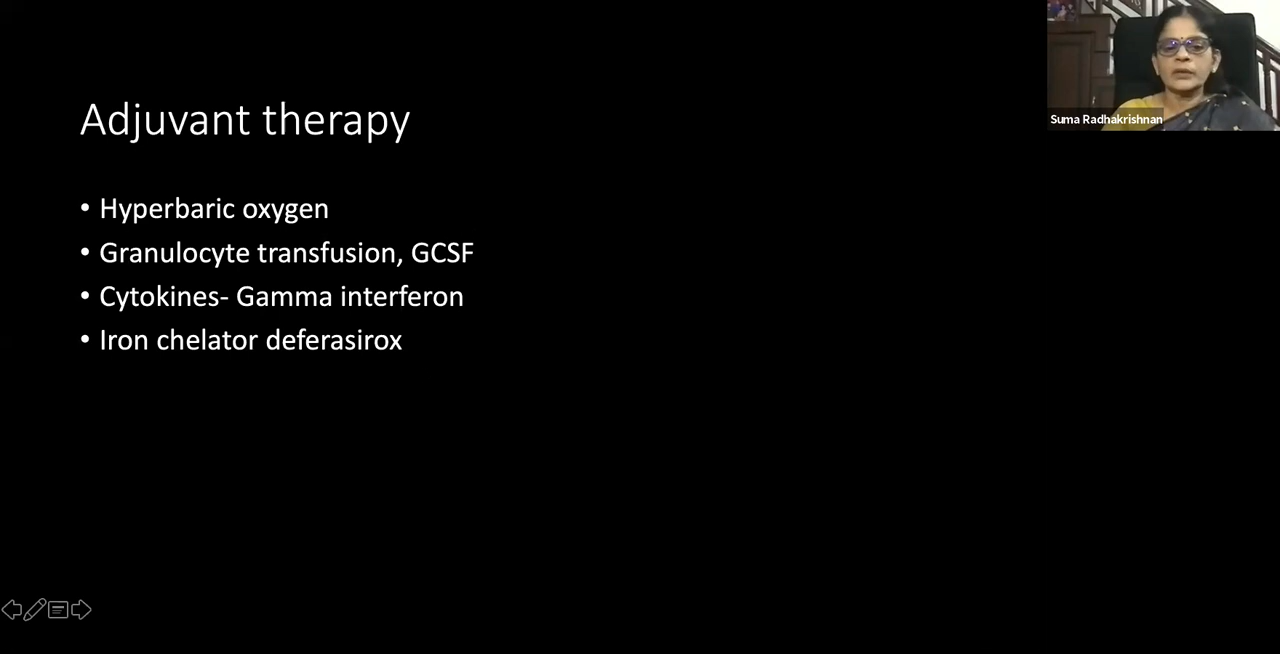 Adjuvant therapy
• Hyperbaric oxygen
• Granulocyte transfusion, GCSF
• Cytokines- Gamma interferon
• Iron chelator deferasirox
Suma Radhakrishnan